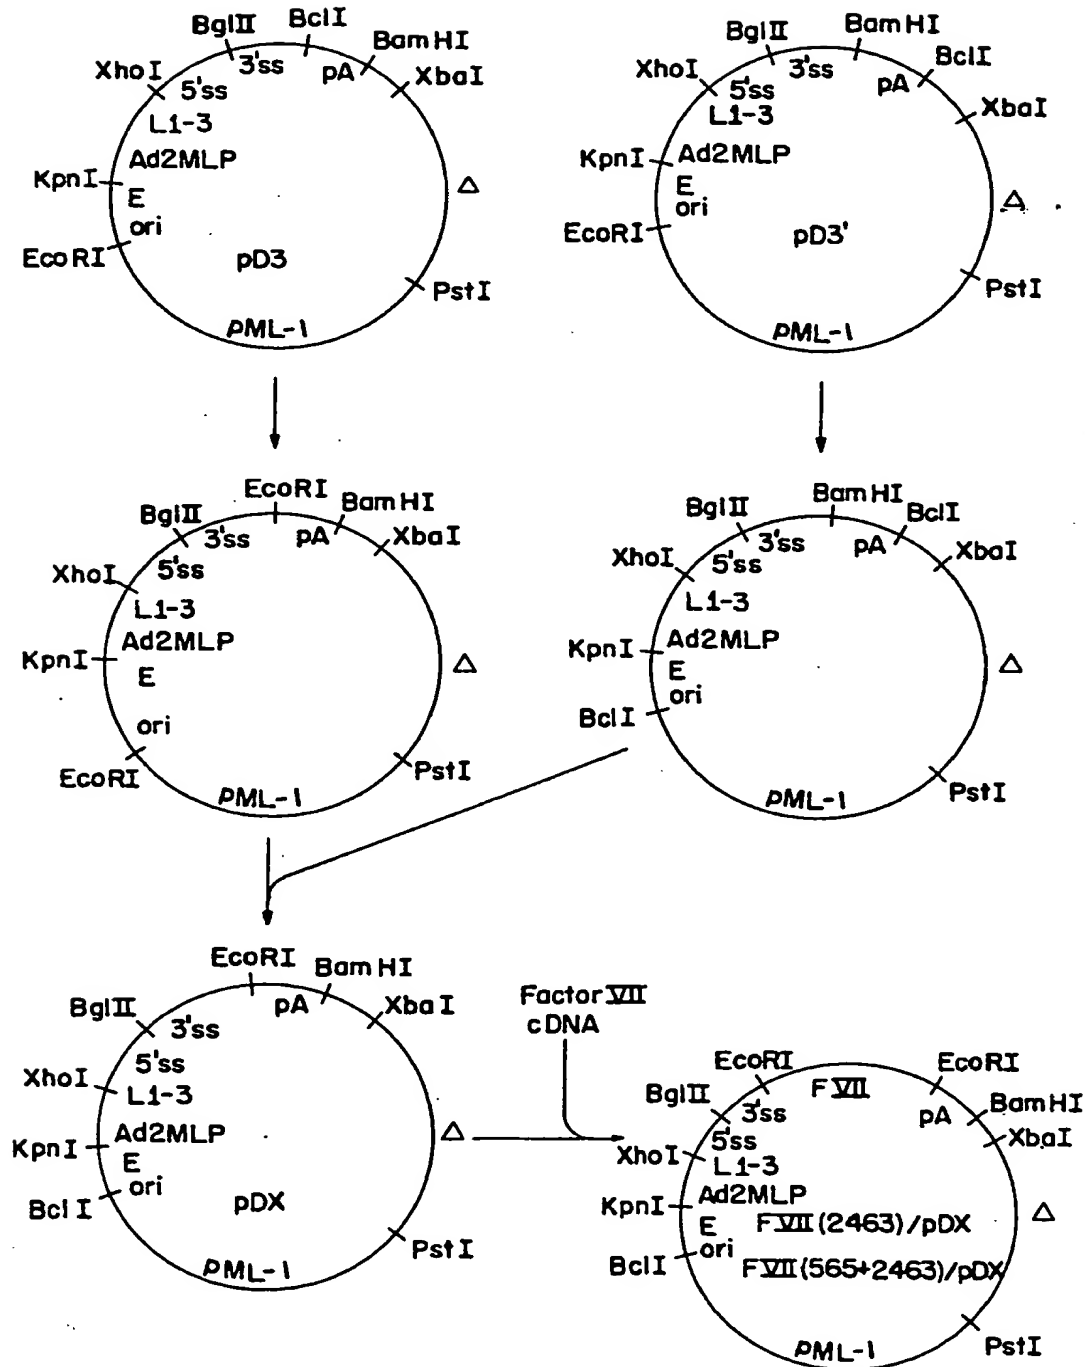 BglII
BclI
BamHI
XbaI
XhoI
3'ss
pA
5'ss
L1-3
Ad2MLP
KpnI
E
ori
EcoRI
pD3
Δ
PstI
pML-1
BglII
BamHI
BclI
XbaI
XhoI
3'ss
pA
5'ss
L1-3
Ad2MLP
KpnI
E
ori
EcoRI
pD3'
Δ
PstI
pML-1
EcoRI
BamHI
BglII
XbaI
3'ss
pA
XhoI
5'ss
L1-3
Ad2MLP
KpnI
E
Δ
ori
EcoRI
PstI
pML-1
BamHI
BglII
BclI
3'ss
pA
XbaI
XhoI
5'ss
L1-3
Ad2MLP
KpnI
E
Δ
ori
BclI
PstI
pML-1
EcoRI
BamHI
BglII
pA
XbaI
3'ss
5'ss
XhoI
L1-3
Ad2MLP
KpnI
E
Δ
ori
BclI
pDX
PstI
pML-1
Factor VII
cDNA
EcoRI
EcoRI
FVII
BglII
3'ss
pA
BamHI
5'ss
XbaI
XhoI
L1-3
Ad2MLP
KpnI
E
FVII(2463)/pDX
Δ
ori
BclI
FVII(565+2463)/pDX
PstI
pML-1